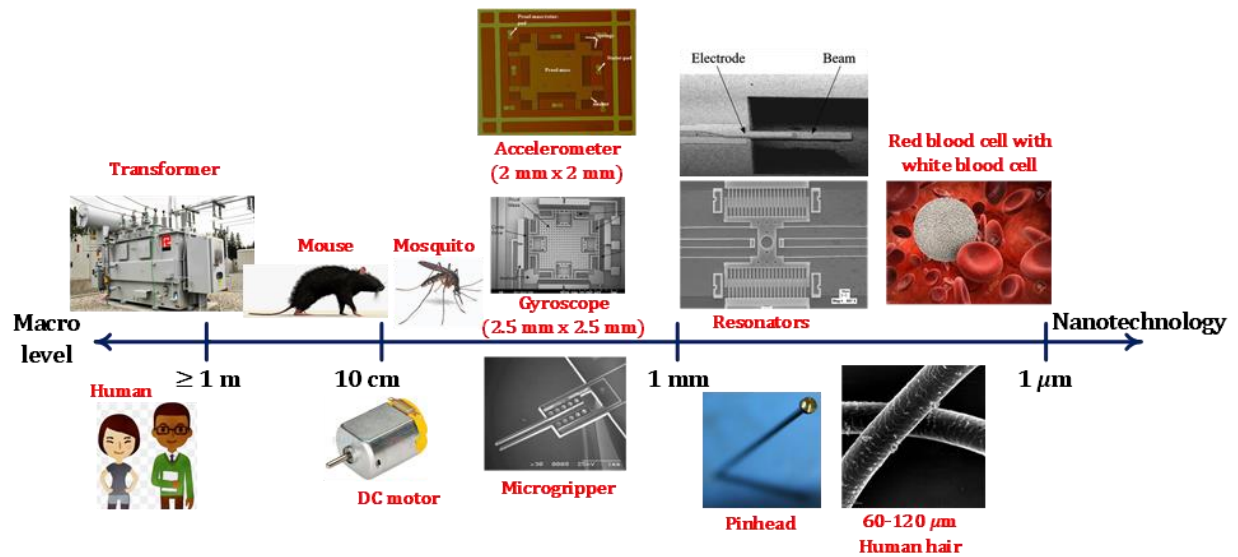 Proof mass
Electrode
Beam
Accelerometer
(2 mm x 2 mm)
Red blood cell with
white blood cell
Transformer
Mouse
Mosquito
Gyroscope
(2.5 mm x 2.5 mm)
Resonators
Macro
level
Nanotechnology
≥ 1 m
10 cm
1 mm
1 μm
Human
DC motor
Microgripper
Pinhead
60-120 μm
Human hair